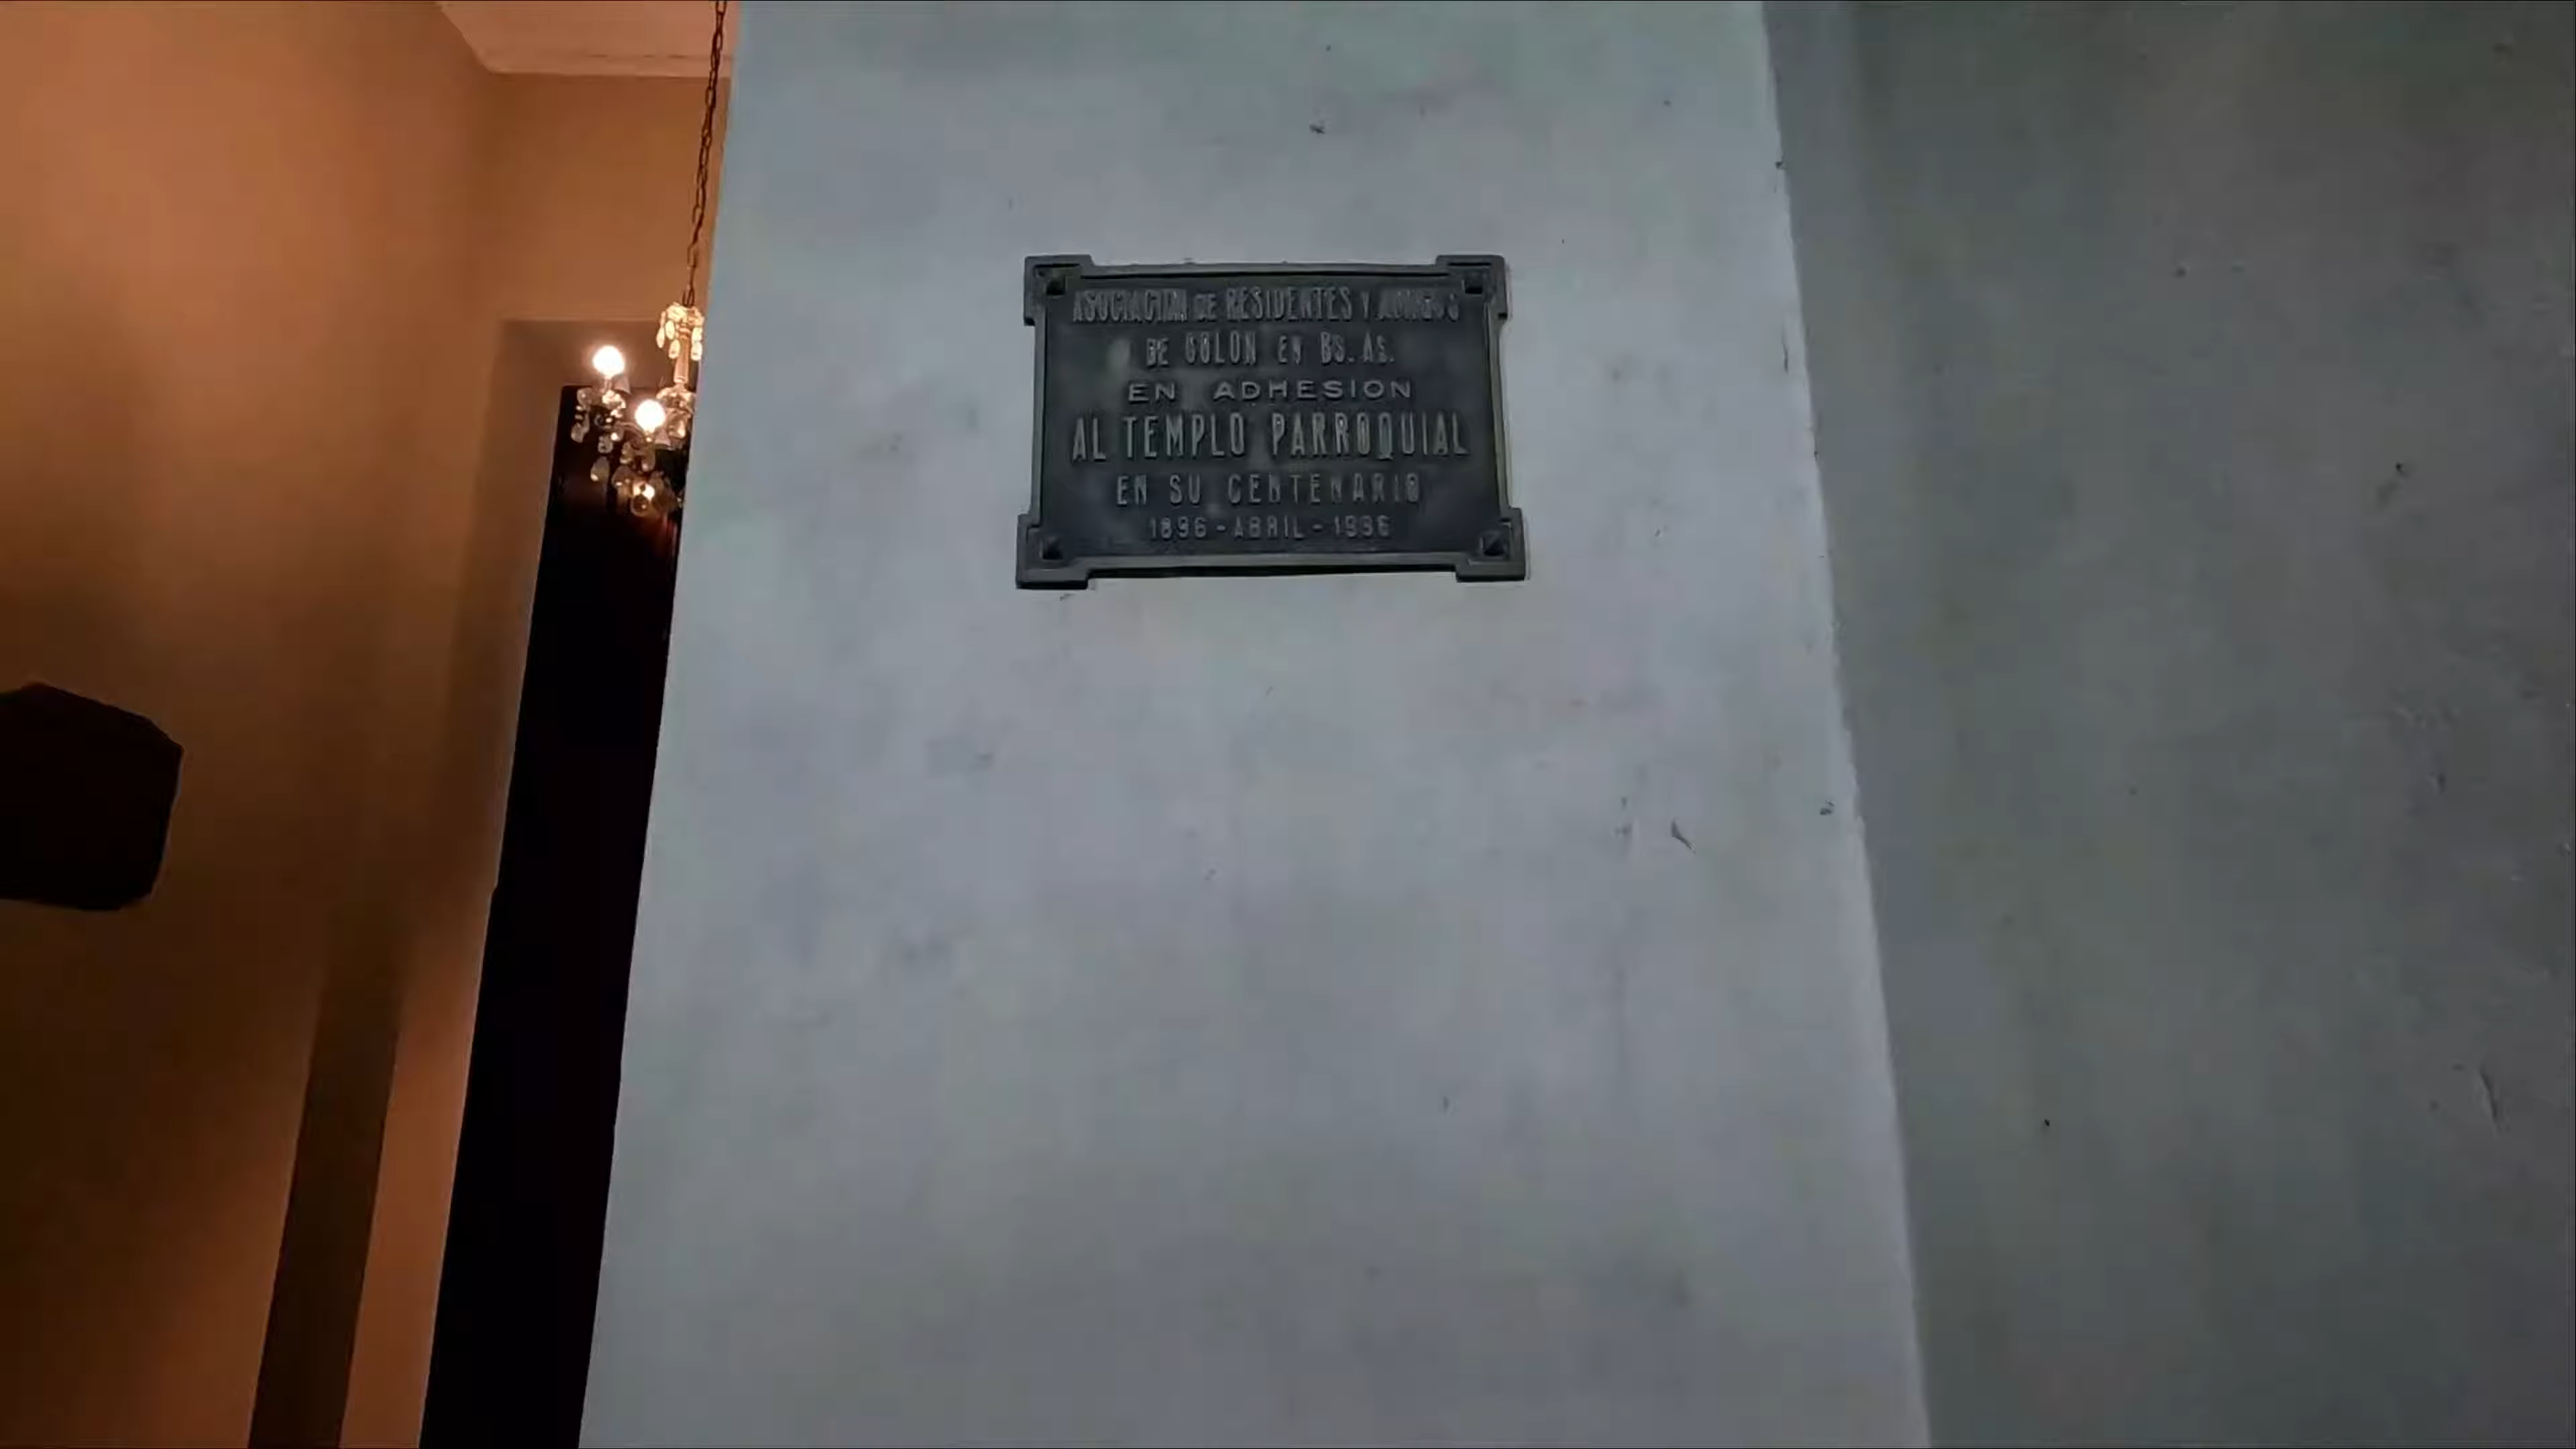 ASOCIACION DE RESIDENTES Y AMIGOS
DE COLON EN BS. AS.
EN ADHESION
AL TEMPLO PARROQUIAL
EN SU CENTENARIO
1896 - ABRIL - 1996